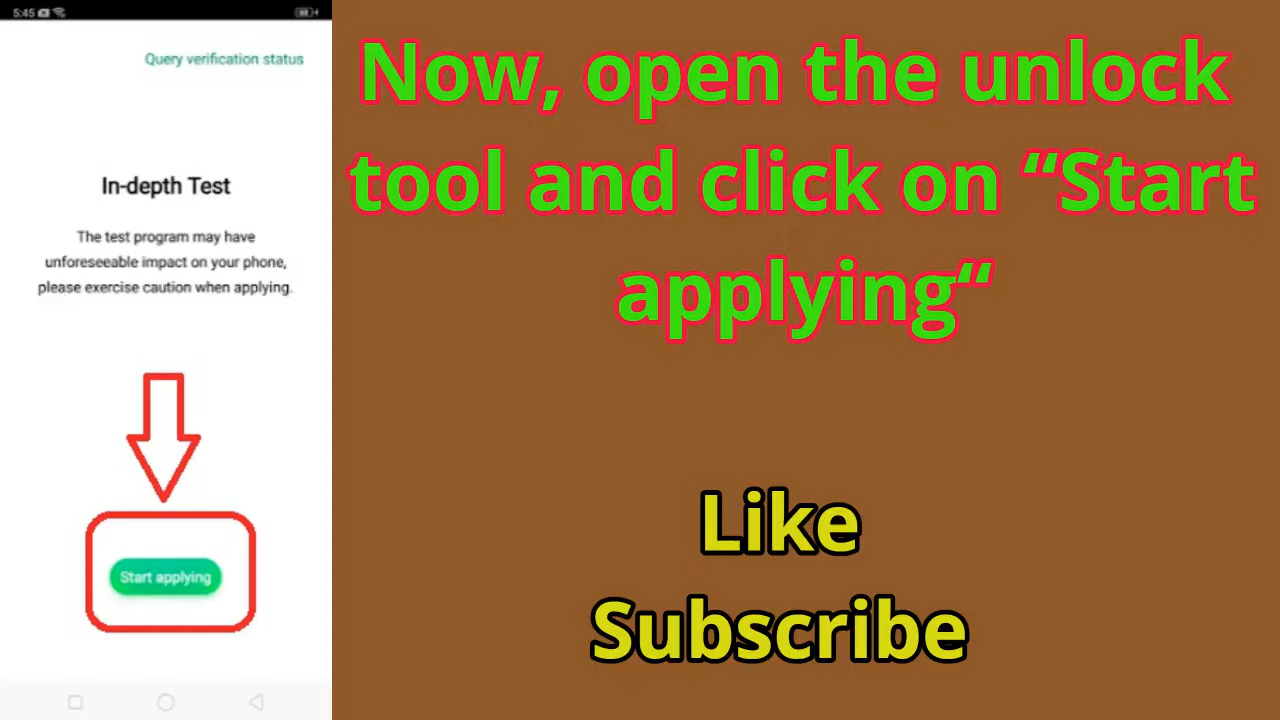 5:45
Query verification status
In-depth Test
The test program may have
unforeseeable impact on your phone,
please exercise caution when applying.
Start applying
Now, open the unlock
tool and click on “Start
applying“
Like
Subscribe